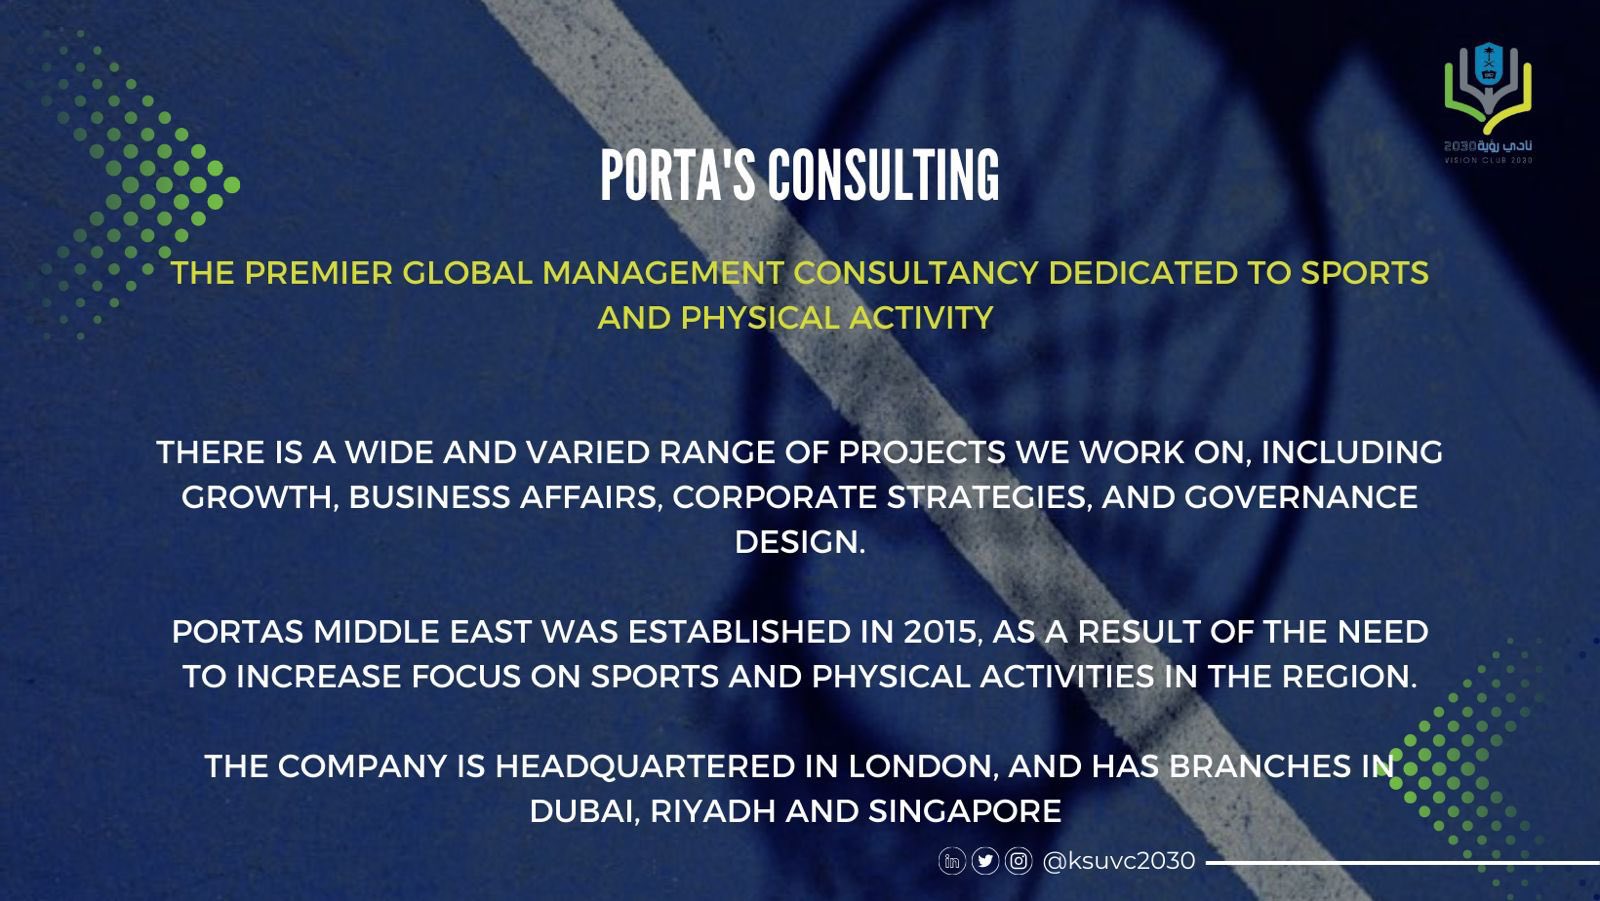 نادي رؤية2030
VISION CLUB 2030
PORTA'S CONSULTING
THE PREMIER GLOBAL MANAGEMENT CONSULTANCY DEDICATED TO SPORTS
AND PHYSICAL ACTIVITY
THERE IS A WIDE AND VARIED RANGE OF PROJECTS WE WORK ON, INCLUDING
GROWTH, BUSINESS AFFAIRS, CORPORATE STRATEGIES, AND GOVERNANCE
DESIGN.
PORTAS MIDDLE EAST WAS ESTABLISHED IN 2015, AS A RESULT OF THE NEED
TO INCREASE FOCUS ON SPORTS AND PHYSICAL ACTIVITIES IN THE REGION.
THE COMPANY IS HEADQUARTERED IN LONDON, AND HAS BRANCHES IN
DUBAI, RIYADH AND SINGAPORE
in @ksuvc2030